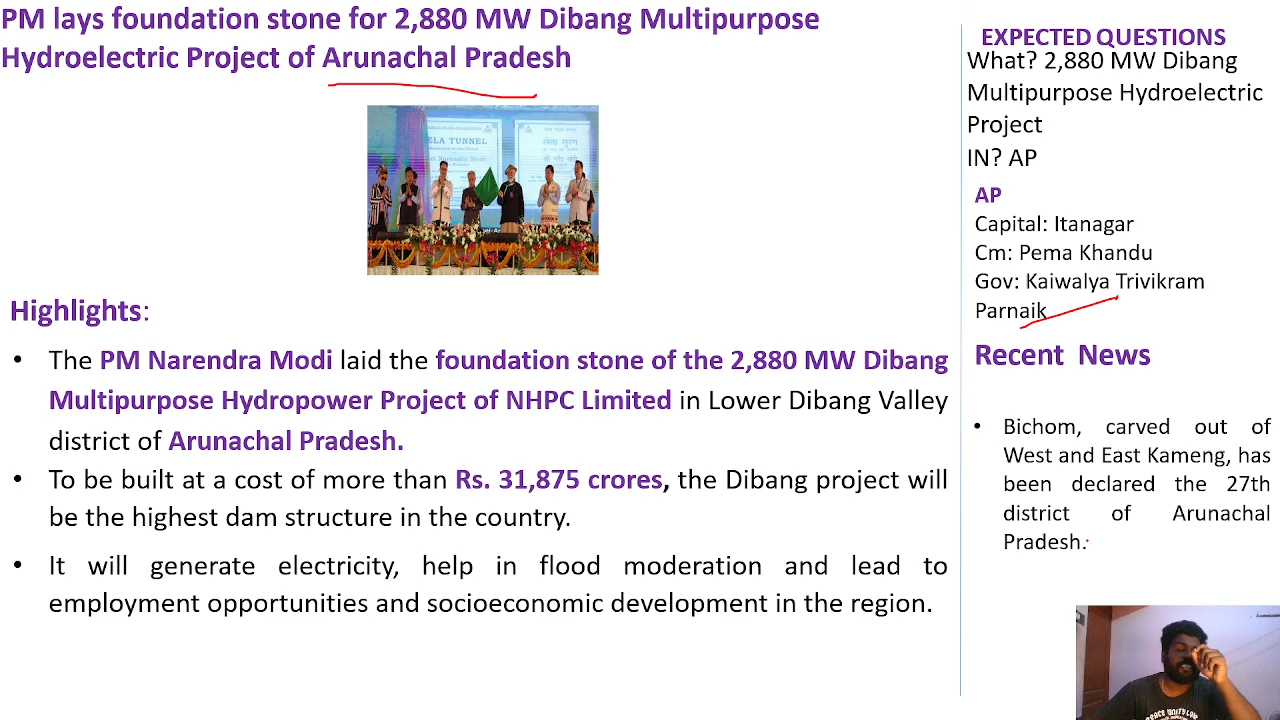 PM lays foundation stone for 2,880 MW Dibang Multipurpose
Hydroelectric Project of Arunachal Pradesh
ELA TUNNEL
Narendra Modi
सेला सुरंग
Highlights:
• The PM Narendra Modi laid the foundation stone of the 2,880 MW Dibang
Multipurpose Hydropower Project of NHPC Limited in Lower Dibang Valley
district of Arunachal Pradesh.
• To be built at a cost of more than Rs. 31,875 crores, the Dibang project will
be the highest dam structure in the country.
• It will generate electricity, help in flood moderation and lead to
employment opportunities and socioeconomic development in the region.
EXPECTED QUESTIONS
What? 2,880 MW Dibang
Multipurpose Hydroelectric
Project
IN? AP
AP
Capital: Itanagar
Cm: Pema Khandu
Gov: Kaiwalya Trivikram
Parnaik
Recent News
• Bichom, carved out of
West and East Kameng, has
been declared the 27th
district of Arunachal
Pradesh.